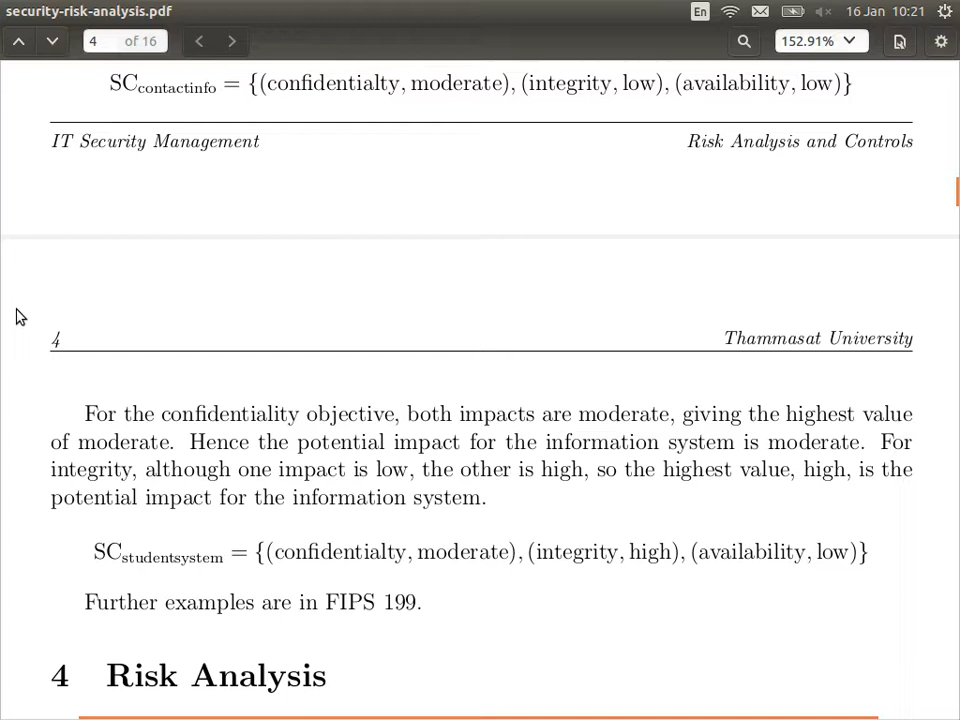 security-risk-analysis.pdf
En
16 Jan 10:21
4 of 16
152.91%
SCcontactinfo = {(confidentialty, moderate), (integrity, low), (availability, low)}
IT Security Management
Risk Analysis and Controls
4
Thammasat University
For the confidentiality objective, both impacts are moderate, giving the highest value
of moderate. Hence the potential impact for the information system is moderate. For
integrity, although one impact is low, the other is high, so the highest value, high, is the
potential impact for the information system.
SCstudentsystem = {(confidentialty, moderate), (integrity, high), (availability, low)}
Further examples are in FIPS 199.
4 Risk Analysis